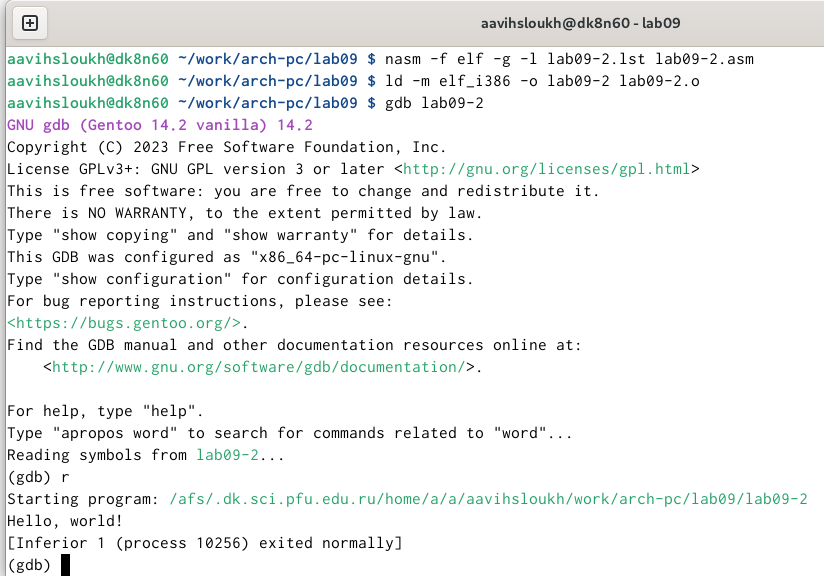 aavihsloukh@dk8n60 - lab09
aavihsloukh@dk8n60 ~/work/arch-pc/lab09 $ nasm -f elf -g -l lab09-2.lst lab09-2.asm
aavihsloukh@dk8n60 ~/work/arch-pc/lab09 $ ld -m elf_i386 -o lab09-2 lab09-2.o
aavihsloukh@dk8n60 ~/work/arch-pc/lab09 $ gdb lab09-2
GNU gdb (Gentoo 14.2 vanilla) 14.2
Copyright (C) 2023 Free Software Foundation, Inc.
License GPLv3+: GNU GPL version 3 or later <http://gnu.org/licenses/gpl.html>
This is free software: you are free to change and redistribute it.
There is NO WARRANTY, to the extent permitted by law.
Type "show copying" and "show warranty" for details.
This GDB was configured as "x86_64-pc-linux-gnu".
Type "show configuration" for configuration details.
For bug reporting instructions, please see:
<https://bugs.gentoo.org/>.
Find the GDB manual and other documentation resources online at:
    <http://www.gnu.org/software/gdb/documentation/>.

For help, type "help".
Type "apropos word" to search for commands related to "word"...
Reading symbols from lab09-2...
(gdb) r
Starting program: /afs/.dk.sci.pfu.edu.ru/home/a/a/aavihsloukh/work/arch-pc/lab09/lab09-2
Hello, world!
[Inferior 1 (process 10256) exited normally]
(gdb)